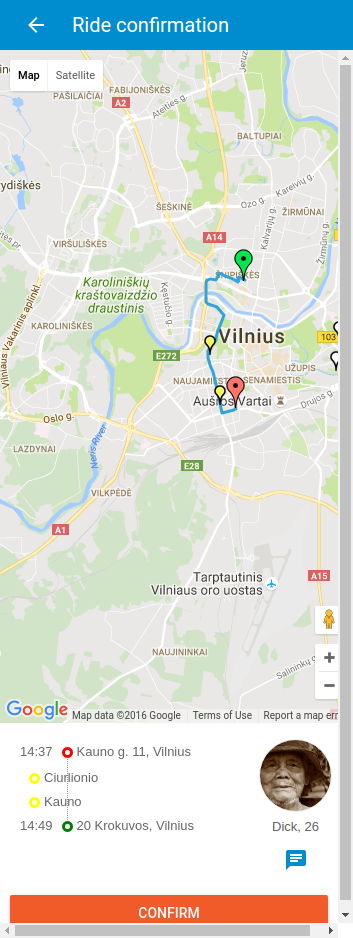 Ride confirmation
Map
Satellite
FABIJONIŠKĖS
PAŠILAIČIAI
A2
Ateities g.
BALTUPIAI
Kareivių g.
rydiškės
ŠEŠKINĖ
Ozo g.
ŽIRMŪNAI
Kalvarijų g.
Žirmūnų g.
A14
VIRŠULIŠKĖS
ŠNIPIŠKĖS
Karoliniškių
kraštovaizdžio
draustinis
Kęstučio g.
Vilniaus Vakarinis aplinkl.
KAROLINIŠKĖS
Vilnius
103
E272
UŽUPIS
NAUJAMIESTIS
SENAMIESTIS
Aušros Vartai
Drujos g.
Oslo g.
LAZDYNAI
Neris River
E28
VILKPĖDĖ
A1
Tarptautinis
Vilniaus oro uostas
A15
NAUJININKAI
Salininkų g.
Google
Map data ©2016 Google
Terms of Use
Report a map err
14:37 Kauno g. 11, Vilnius
Ciurlionio
Kauno
14:49 20 Krokuvos, Vilnius
Dick, 26
CONFIRM